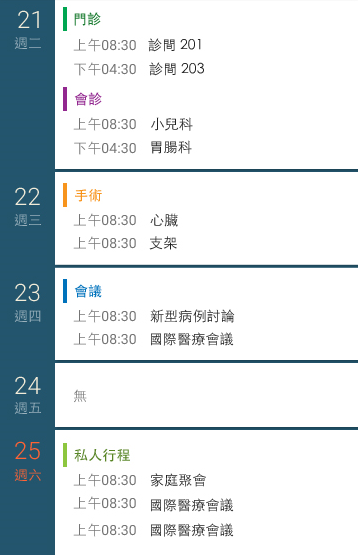 21
週二
門診
上午08:30 診間 201
下午04:30 診間 203
會診
上午08:30 小兒科
下午04:30 胃腸科
22
週三
手術
上午08:30 心臟
上午08:30 支架
23
週四
會議
上午08:30 新型病例討論
上午08:30 國際醫療會議
24
週五
無
25
週六
私人行程
上午08:30 家庭聚會
上午08:30 國際醫療會議
上午08:30 國際醫療會議